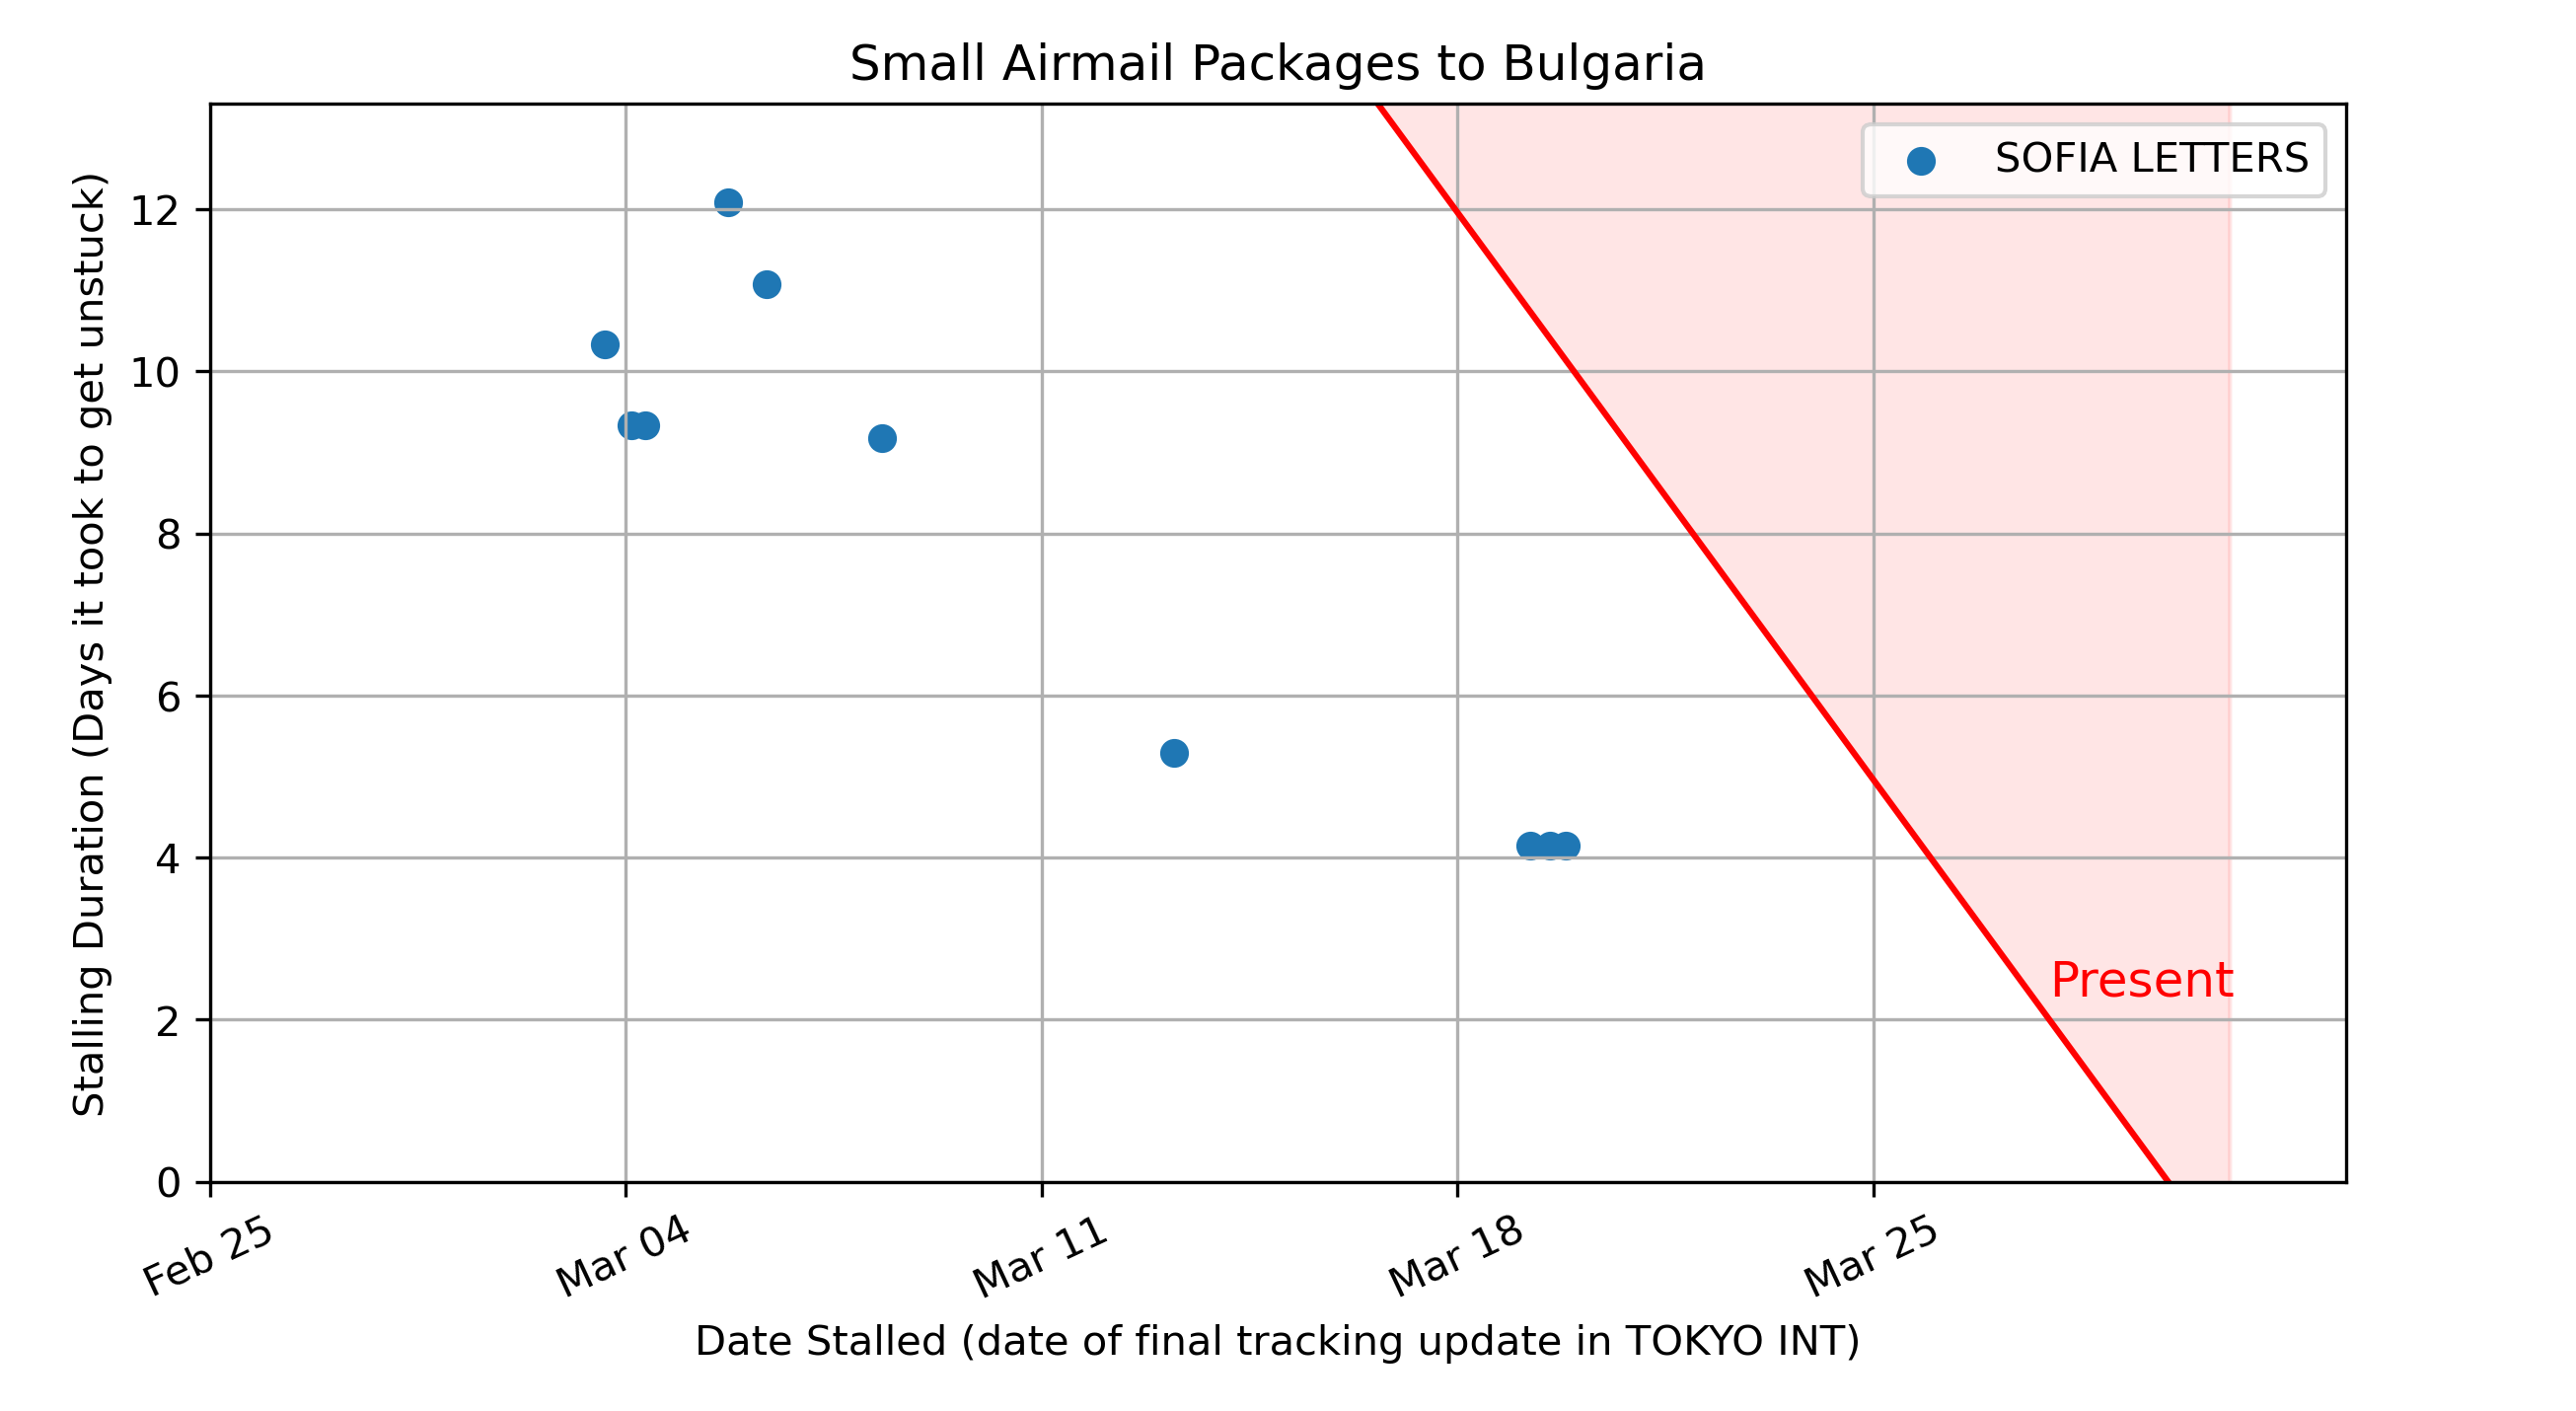 Small Airmail Packages to Bulgaria
SOFIA LETTERS
Stalling Duration (Days it took to get unstuck)
12
10
8
6
4
2
0
Present
Feb 25
Mar 04
Mar 11
Mar 18
Mar 25
Date Stalled (date of final tracking update in TOKYO INT)